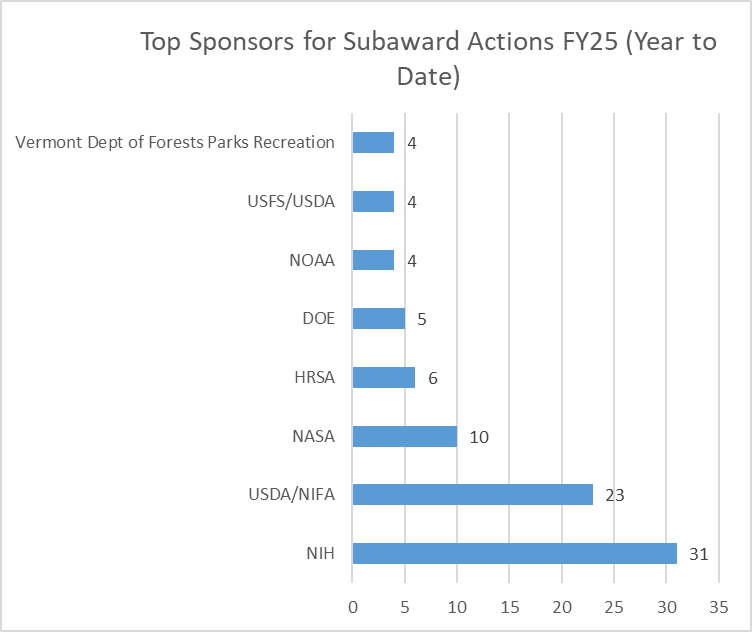 Top Sponsors for Subaward Actions FY25 (Year to
Date)
Vermont Dept of Forests Parks Recreation 4
USFS/USDA 4
NOAA 4
DOE 5
HRSA 6
NASA 10
USDA/NIFA 23
NIH 31
0 5 10 15 20 25 30 35